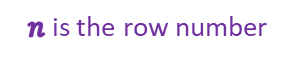 n is the row number